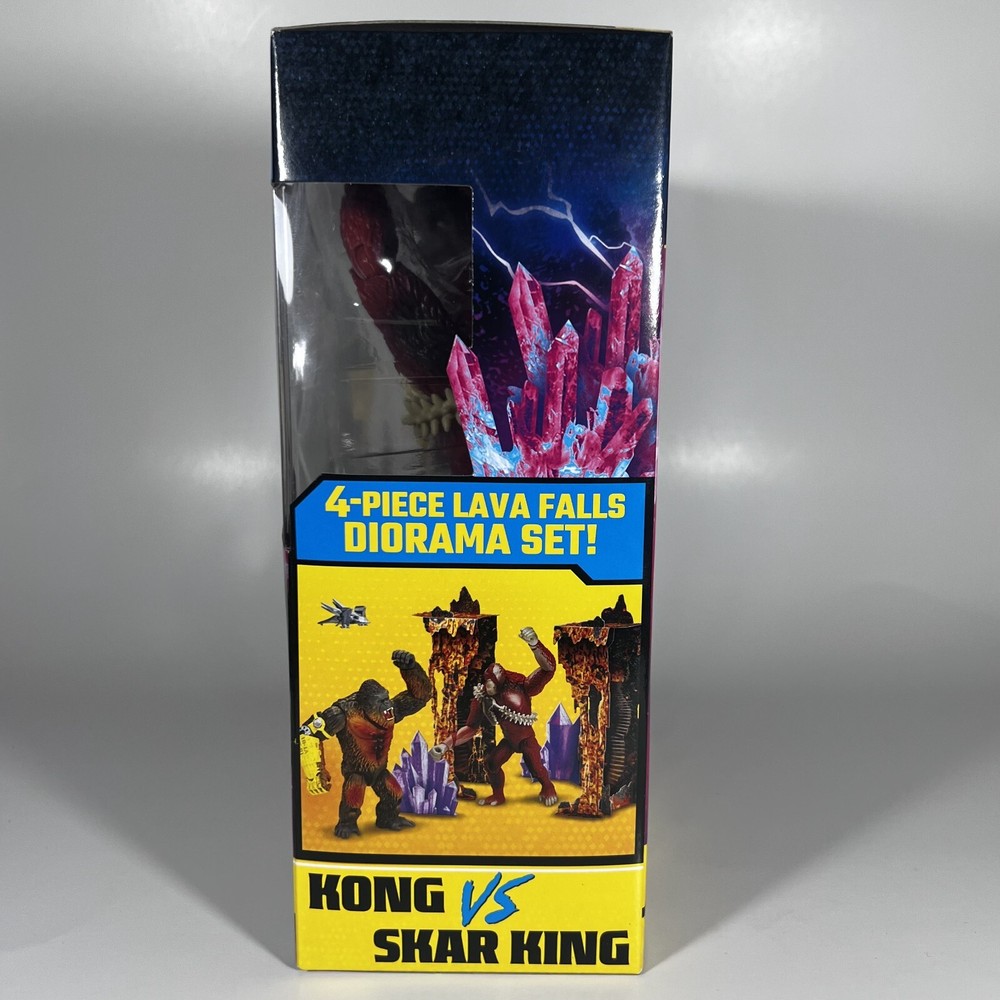 4-PIECE LAVA FALLS
DIORAMA SET!
KONG VS
SKAR KING